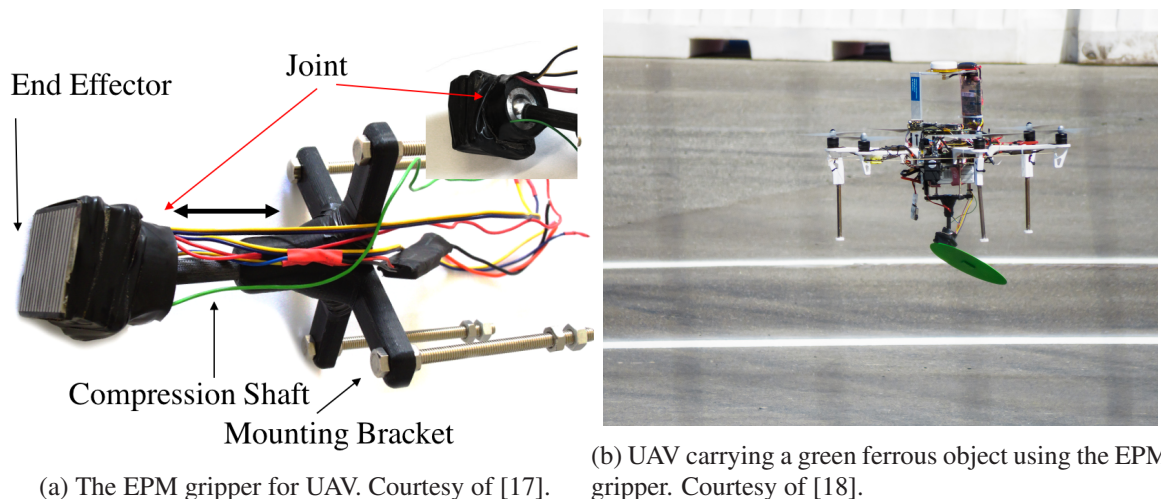 Joint
End Effector
Compression Shaft
Mounting Bracket
(a) The EPM gripper for UAV. Courtesy of [17].
(b) UAV carrying a green ferrous object using the EPM
gripper. Courtesy of [18].